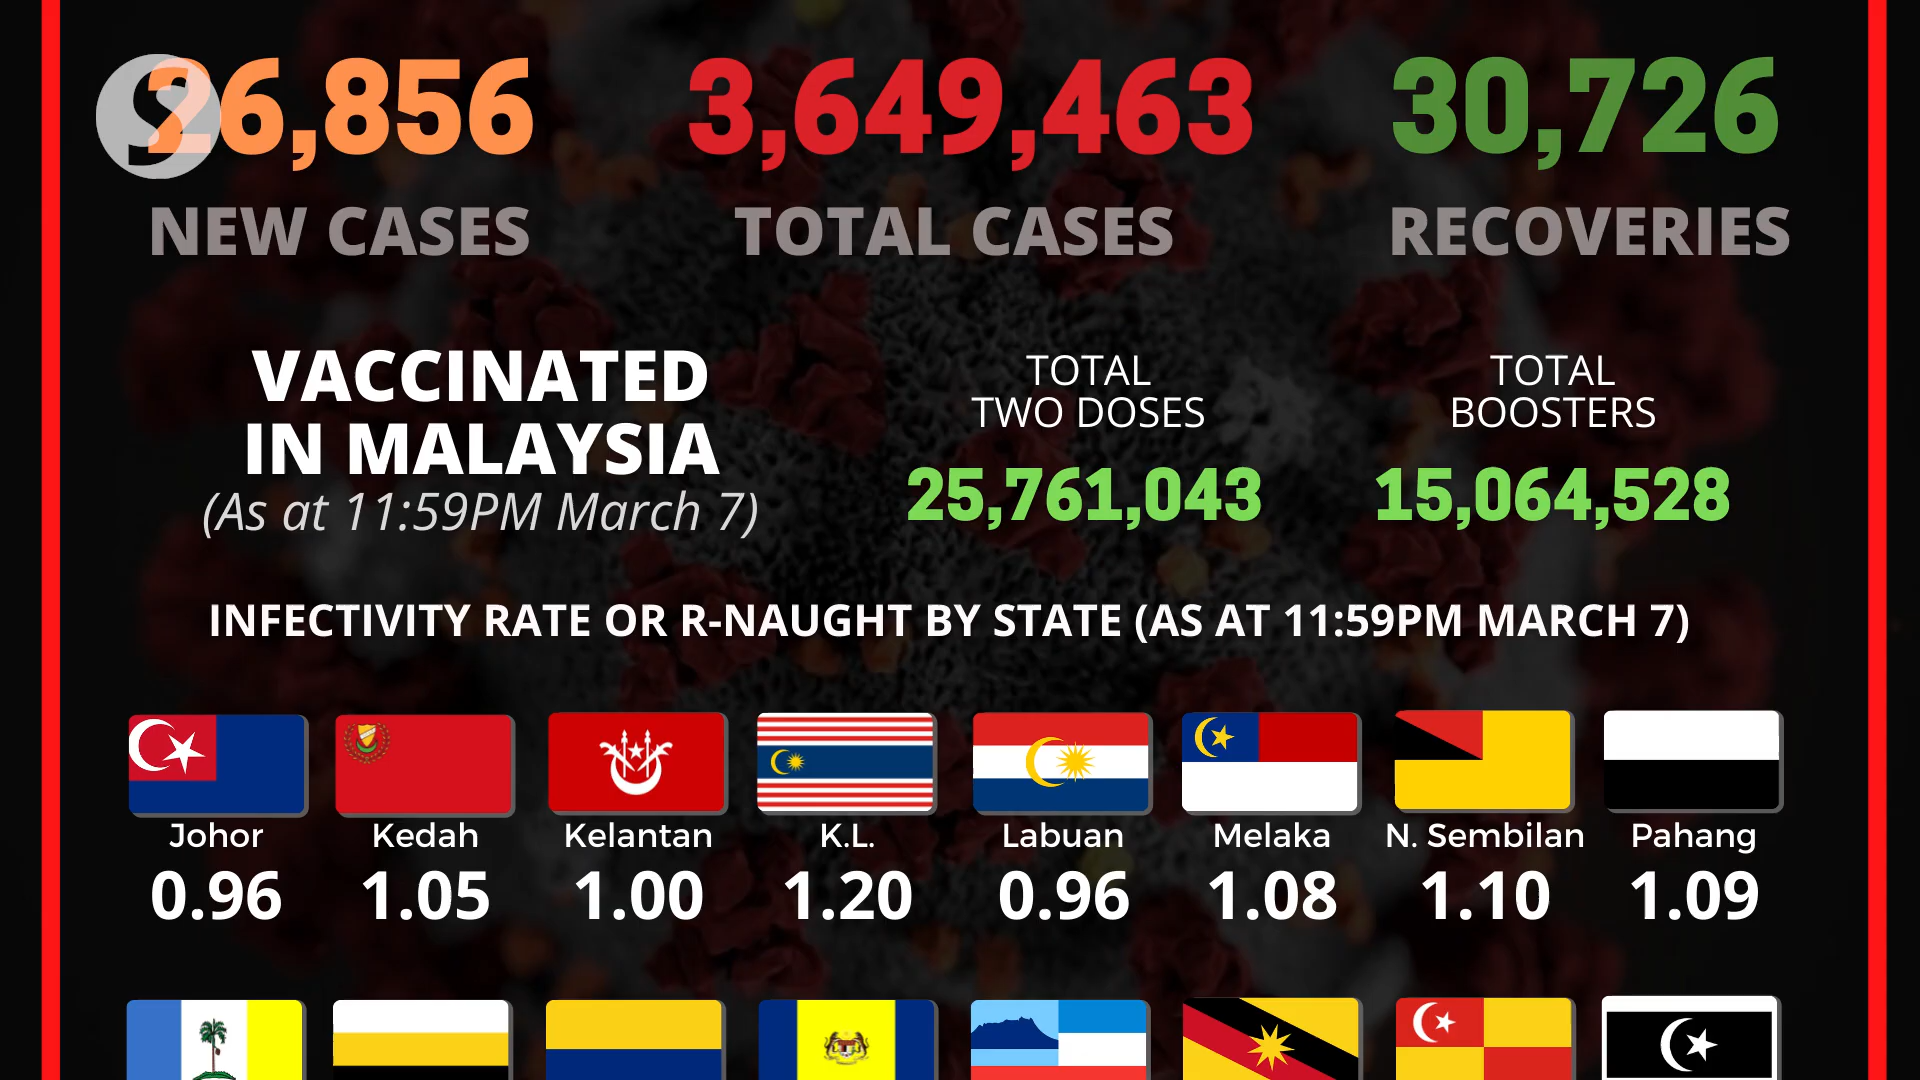 26,856 3,649,463 30,726
NEW CASES TOTAL CASES RECOVERIES
VACCINATED
IN MALAYSIA
(As at 11:59PM March 7)
TOTAL
TWO DOSES
25,761,043
TOTAL
BOOSTERS
15,064,528
INFECTIVITY RATE OR R-NAUGHT BY STATE (AS AT 11:59PM MARCH 7)
Johor Kedah Kelantan K.L. Labuan Melaka N. Sembilan Pahang
0.96 1.05 1.00 1.20 0.96 1.08 1.10 1.09
S